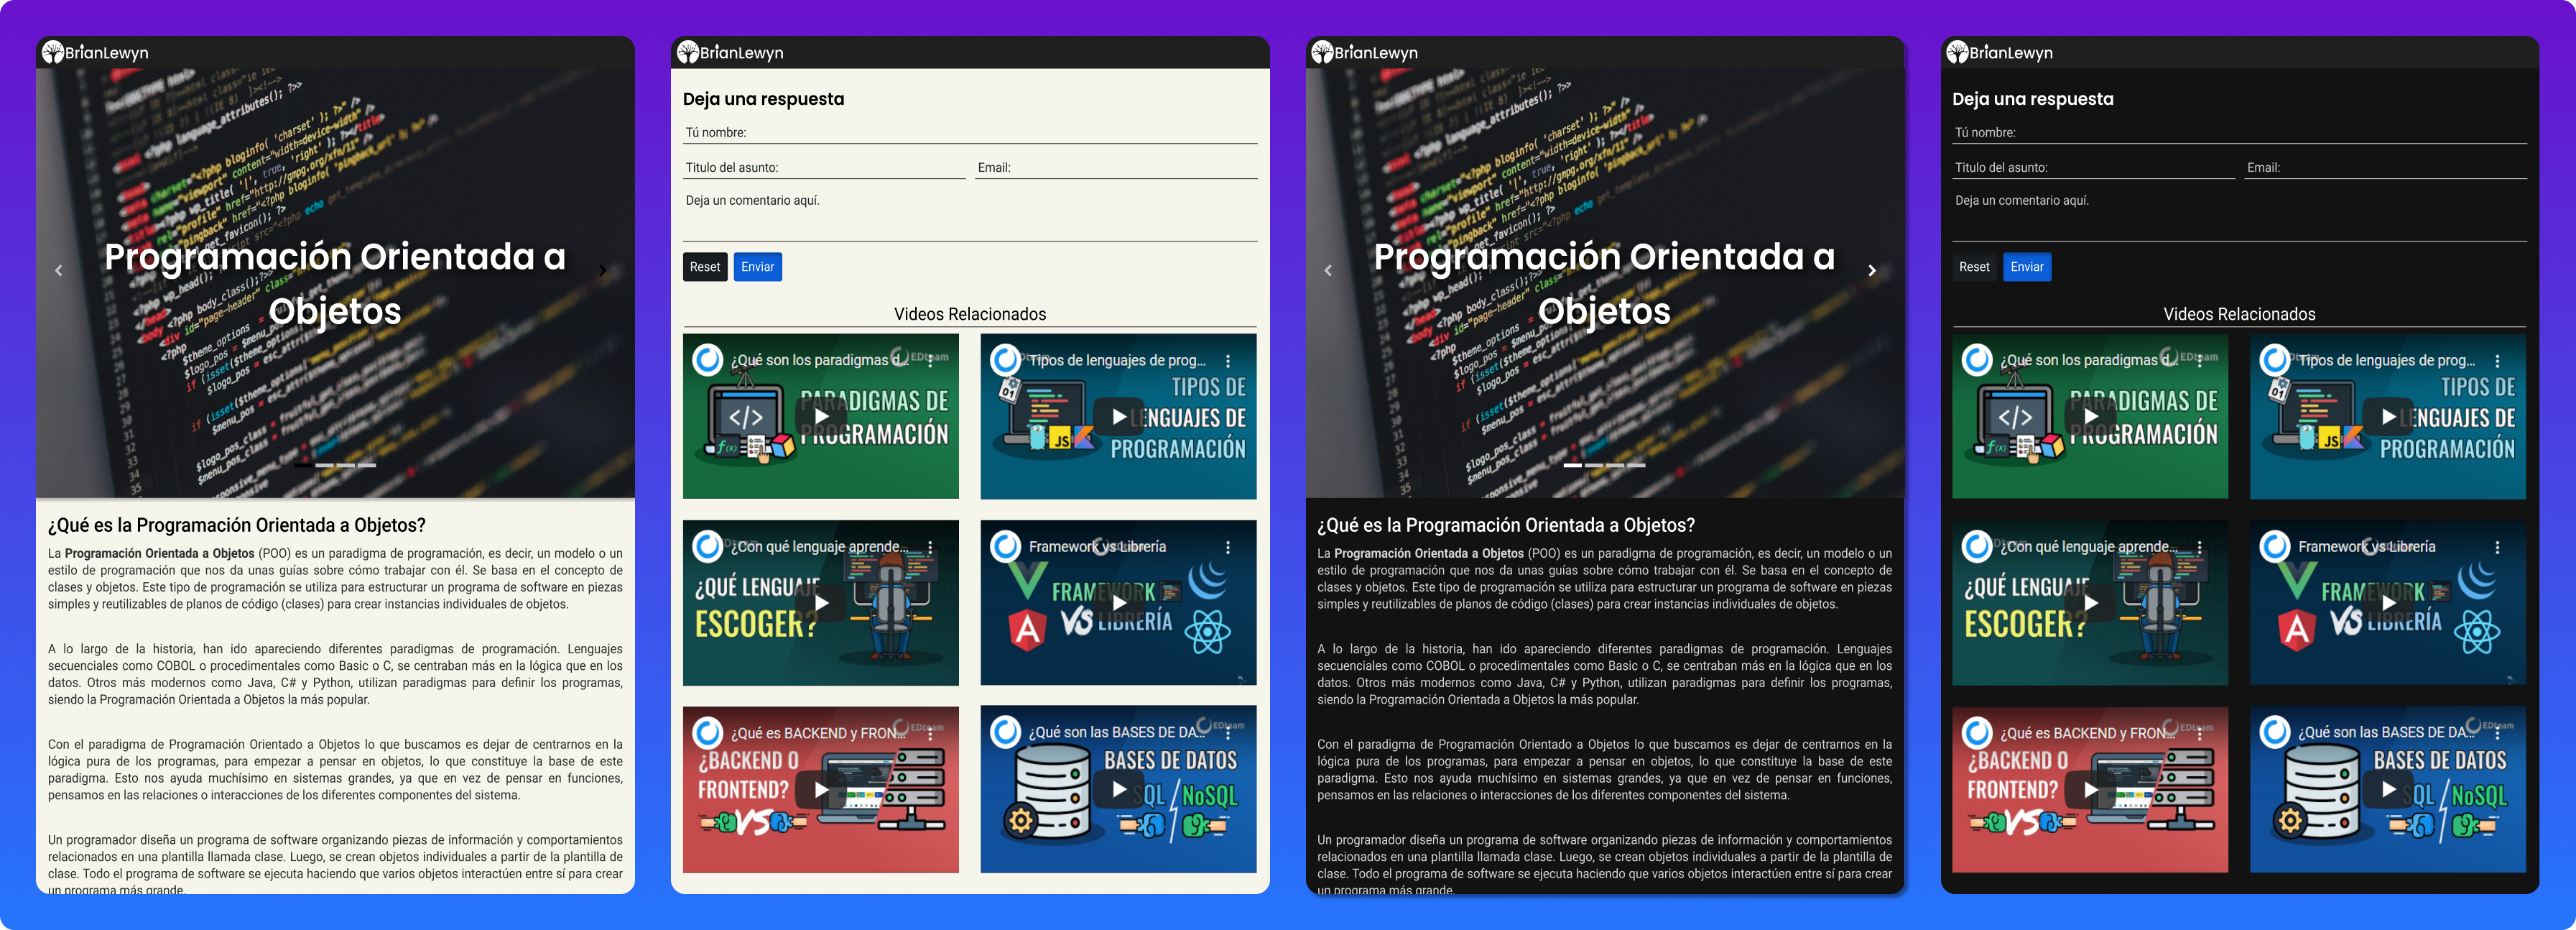 BrianLewyn
Programación Orientada a
Objetos
¿Qué es la Programación Orientada a Objetos?
La Programación Orientada a Objetos (POO) es un paradigma de programación, es decir, un modelo o un
estilo de programación que nos da unas guías sobre cómo trabajar con él. Se basa en el concepto de
clases y objetos. Este tipo de programación se utiliza para estructurar un programa de software en piezas
simples y reutilizables de planos de código (clases) para crear instancias individuales de objetos.
A lo largo de la historia, han ido apareciendo diferentes paradigmas de programación. Lenguajes
secuenciales como COBOL o procedimentales como Basic o C, se centraban más en la lógica que en los
datos. Otros más modernos como Java, C# y Python, utilizan paradigmas para definir los programas,
siendo la Programación Orientada a Objetos la más popular.
Con el paradigma de Programación Orientado a Objetos lo que buscamos es dejar de centrarnos en la
lógica pura de los programas, para empezar a pensar en objetos, lo que constituye la base de este
paradigma. Esto nos ayuda muchísimo en sistemas grandes, ya que en vez de pensar en funciones,
pensamos en las relaciones o interacciones de los diferentes componentes del sistema.
Un programador diseña un programa de software organizando piezas de información y comportamientos
relacionados en una plantilla llamada clase. Luego, se crean objetos individuales a partir de la plantilla de
clase. Todo el programa de software se ejecuta haciendo que varios objetos interactúen entre sí para crear
un programa más grande.
BrianLewyn
Deja una respuesta
Tú nombre:
Titulo del asunto:
Email:
Deja un comentario aquí.
Reset
Enviar
Videos Relacionados
¿Qué son los paradigmas d...
EDteam
</>
f(x)
PARADIGMAS DE
PROGRAMACIÓN
Tipos de lenguajes de prog...
01
JS
TIPOS DE
LENGUAJES DE
PROGRAMACIÓN
¿Con qué lenguaje aprende...
¿QUÉ LENGUAJE
ESCOGER?
Framework vs Librería
FRAMEWORK
VS LIBRERÍA
¿Qué es BACKEND y FRON...
EDteam
¿BACKEND O
FRONTEND?
VS
¿Qué son las BASES DE DA...
EDteam
BASES DE DATOS
SQL / NoSQL
BrianLewyn
Programación Orientada a
Objetos
¿Qué es la Programación Orientada a Objetos?
La Programación Orientada a Objetos (POO) es un paradigma de programación, es decir, un modelo o un
estilo de programación que nos da unas guías sobre cómo trabajar con él. Se basa en el concepto de
clases y objetos. Este tipo de programación se utiliza para estructurar un programa de software en piezas
simples y reutilizables de planos de código (clases) para crear instancias individuales de objetos.
A lo largo de la historia, han ido apareciendo diferentes paradigmas de programación. Lenguajes
secuenciales como COBOL o procedimentales como Basic o C, se centraban más en la lógica que en los
datos. Otros más modernos como Java, C# y Python, utilizan paradigmas para definir los programas,
siendo la Programación Orientada a Objetos la más popular.
Con el paradigma de Programación Orientado a Objetos lo que buscamos es dejar de centrarnos en la
lógica pura de los programas, para empezar a pensar en objetos, lo que constituye la base de este
paradigma. Esto nos ayuda muchísimo en sistemas grandes, ya que en vez de pensar en funciones,
pensamos en las relaciones o interacciones de los diferentes componentes del sistema.
Un programador diseña un programa de software organizando piezas de información y comportamientos
relacionados en una plantilla llamada clase. Luego, se crean objetos individuales a partir de la plantilla de
clase. Todo el programa de software se ejecuta haciendo que varios objetos interactúen entre sí para crear
un programa más grande.
BrianLewyn
Deja una respuesta
Tú nombre:
Titulo del asunto:
Email:
Deja un comentario aquí.
Reset
Enviar
Videos Relacionados
¿Qué son los paradigmas d...
EDteam
</>
f(x)
PARADIGMAS DE
PROGRAMACIÓN
Tipos de lenguajes de prog...
01
JS
TIPOS DE
LENGUAJES DE
PROGRAMACIÓN
¿Con qué lenguaje aprende...
¿QUÉ LENGUAJE
ESCOGER?
Framework vs Librería
FRAMEWORK
VS LIBRERÍA
¿Qué es BACKEND y FRON...
EDteam
¿BACKEND O
FRONTEND?
VS
¿Qué son las BASES DE DA...
EDteam
BASES DE DATOS
SQL / NoSQL